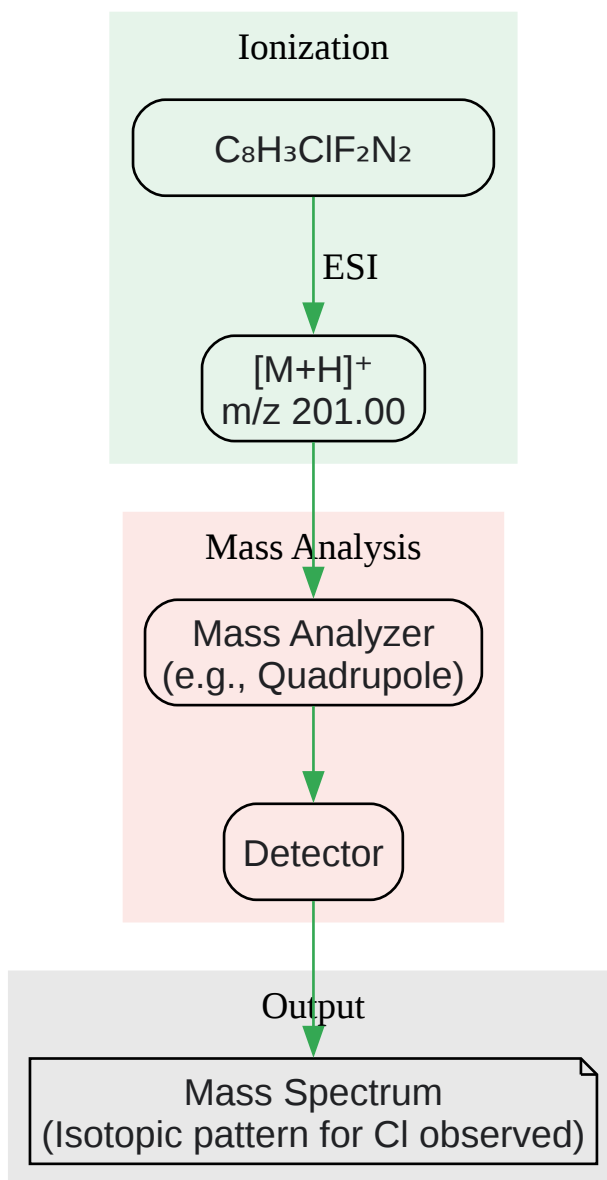 Ionization
C₈H₃ClF₂N₂
ESI
[M+H]⁺
m/z 201.00
Mass Analysis
Mass Analyzer
(e.g., Quadrupole)
Detector
Output
Mass Spectrum
(Isotopic pattern for Cl observed)